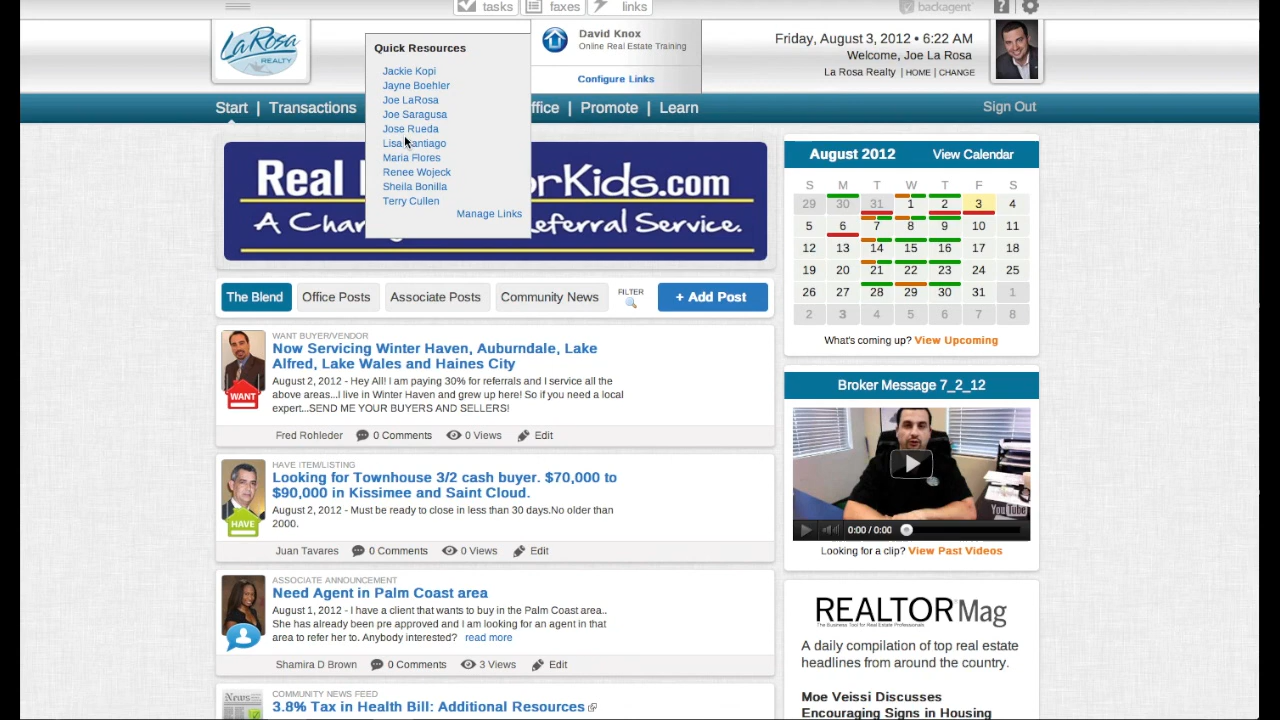 tasks
faxes
links
backagent
?
LaRosa
REALTY
Quick Resources
Jackie Kopi
Jayne Boehler
Joe LaRosa
Joe Saragusa
Jose Rueda
Lisa Santiago
Maria Flores
Renee Wojeck
Sheila Bonilla
Terry Cullen
Manage Links
David Knox
Online Real Estate Training
Configure Links
Friday, August 3, 2012 • 6:22 AM
Welcome, Joe La Rosa
La Rosa Realty | HOME | CHANGE
Start | Transactions
ffice | Promote | Learn
Sign Out
Real
orKids.com
A Char
eferral Service.
The Blend
Office Posts
Associate Posts
Community News
FILTER
+ Add Post
WANT BUYER/VENDOR
Now Servicing Winter Haven, Auburndale, Lake
Alfred, Lake Wales and Haines City
August 2, 2012 - Hey All! I am paying 30% for referrals and I service all the
above areas...I live in Winter Haven and grew up here! So if you need a local
expert...SEND ME YOUR BUYERS AND SELLERS!
WANT
Fred Rohleder
0 Comments
0 Views
Edit
HAVE ITEM/LISTING
Looking for Townhouse 3/2 cash buyer. $70,000 to
$90,000 in Kissimee and Saint Cloud.
August 2, 2012 - Must be ready to close in less than 30 days.No older than
2000.
HAVE
Juan Tavares
0 Comments
0 Views
Edit
ASSOCIATE ANNOUNCEMENT
Need Agent in Palm Coast area
August 1, 2012 - I have a client that wants to buy in the Palm Coast area..
She has already been pre approved and I am looking for an agent in that
area to refer her to. Anybody interested? read more
Shamira D Brown
0 Comments
3 Views
Edit
News
COMMUNITY NEWS FEED
3.8% Tax in Health Bill: Additional Resources
August 2012
View Calendar
S M T W T F S
29 30 31 1 2 3 4
5 6 7 8 9 10 11
12 13 14 15 16 17 18
19 20 21 22 23 24 25
26 27 28 29 30 31 1
2 3 4 5 6 7 8
What's coming up? View Upcoming
Broker Message 7_2_12
YouTube
0:00 / 0:00
Looking for a clip? View Past Videos
REALTOR Mag
The Business Tool for Real Estate Professionals
A daily compilation of top real estate
headlines from around the country.
Moe Veissi Discusses
Encouraging Signs in Housing